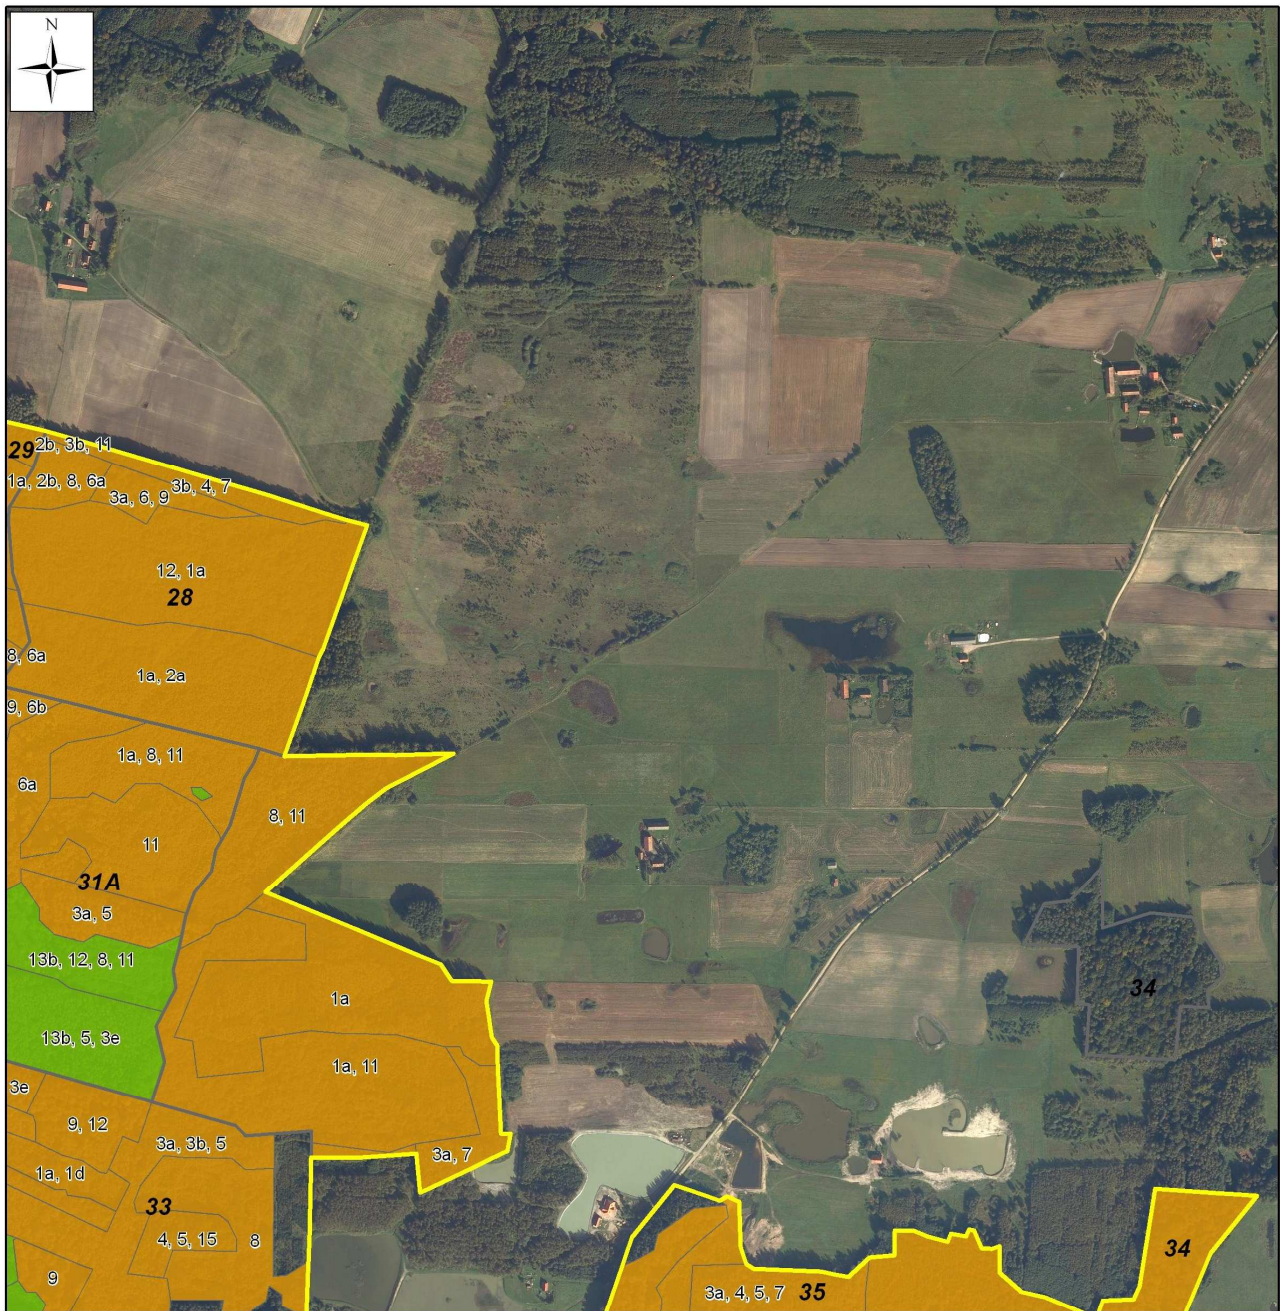 N
2b, 3b, 11
29
1a, 2b, 8, 6a
3b, 4, 7
3a, 6, 9
12, 1a
28
8, 6a
1a, 2a
9, 6b
1a, 8, 11
6a
8, 11
11
31A
3a, 5
13b, 12, 8, 11
34
1a
13b, 5, 3e
1a, 11
3e
9, 12
3a, 3b, 5
3a, 7
1a, 1d
33
4, 5, 15
8
34
9
3a, 4, 5, 7
35